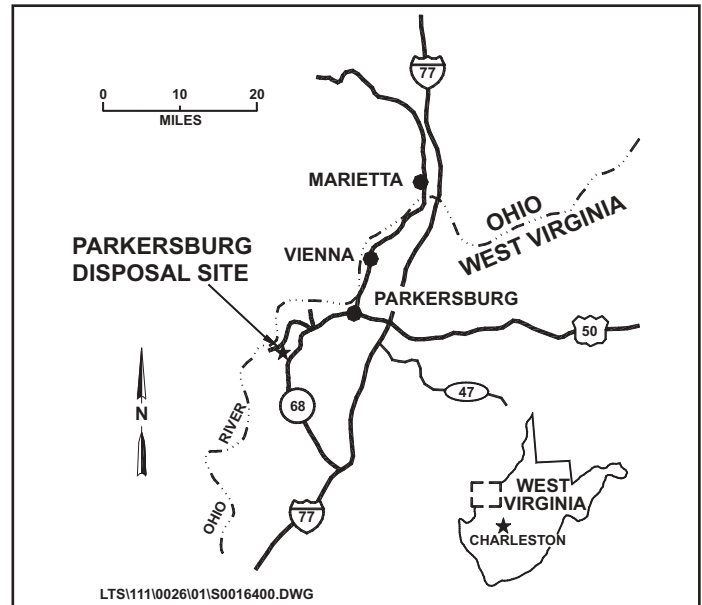 77
0 10 20
MILES
MARIETTA
OHIO
WEST VIRGINIA
VIENNA
PARKERSBURG
DISPOSAL SITE
PARKERSBURG
50
N
47
68
OHIO RIVER
77
WEST
VIRGINIA
CHARLESTON
LTS\111\0026\01\S0016400.DWG